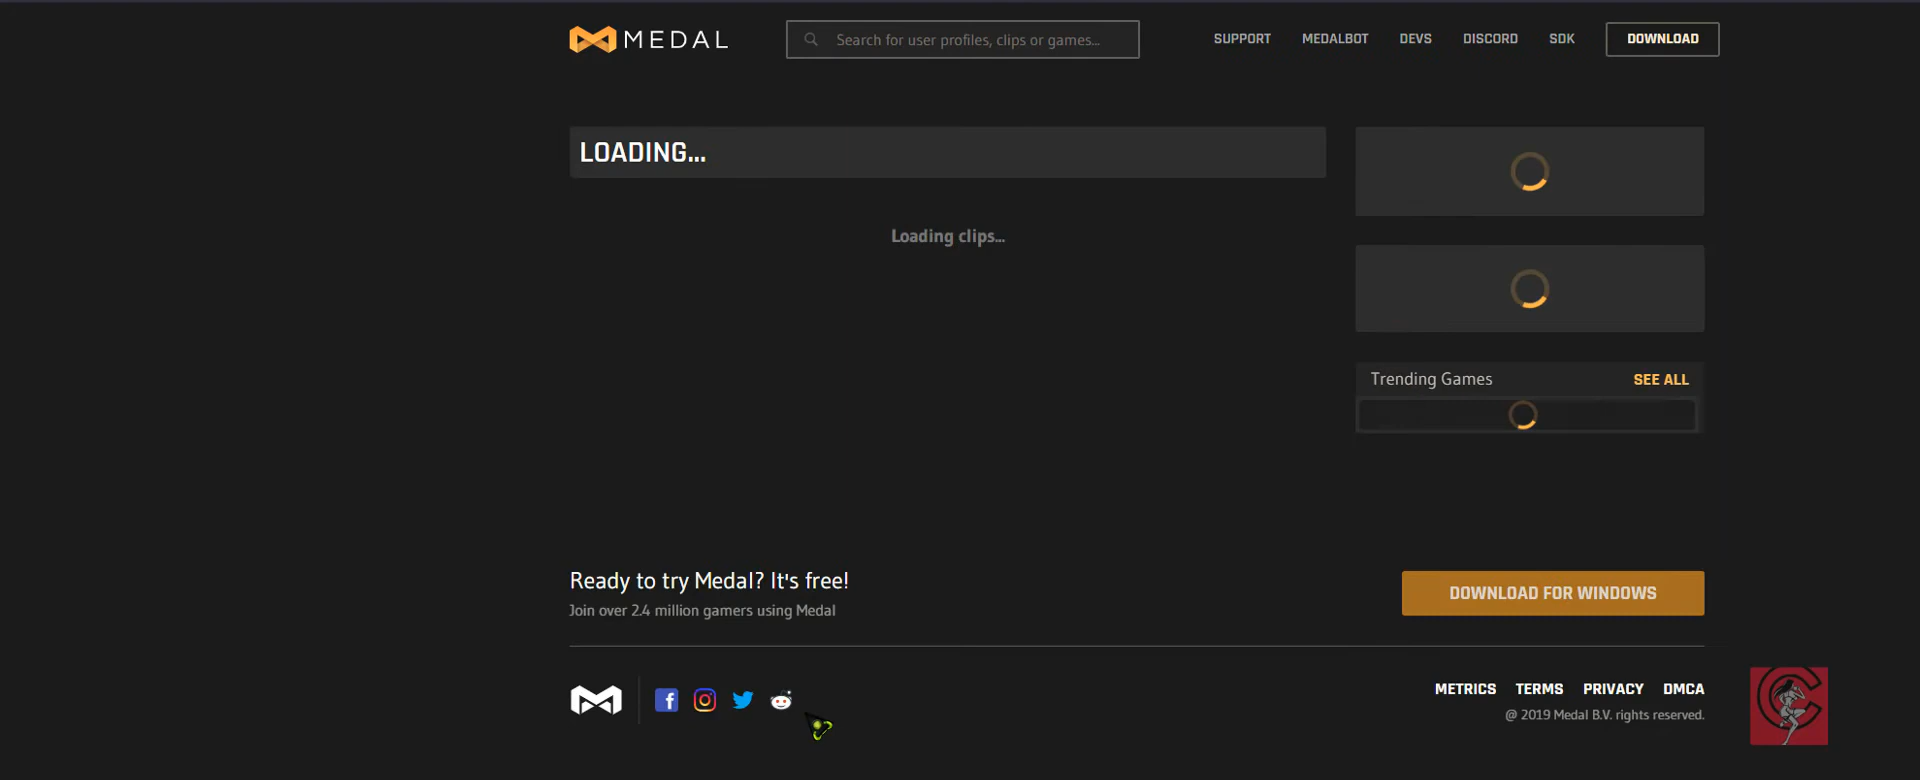 MEDAL
Search for user profiles, clips or games...
SUPPORT MEDALBOT DEVS DISCORD SDK DOWNLOAD
LOADING...
Loading clips...
Trending Games SEE ALL
Ready to try Medal? It's free!
Join over 2.4 million gamers using Medal
DOWNLOAD FOR WINDOWS
METRICS TERMS PRIVACY DMCA
@ 2019 Medal B.V. rights reserved.